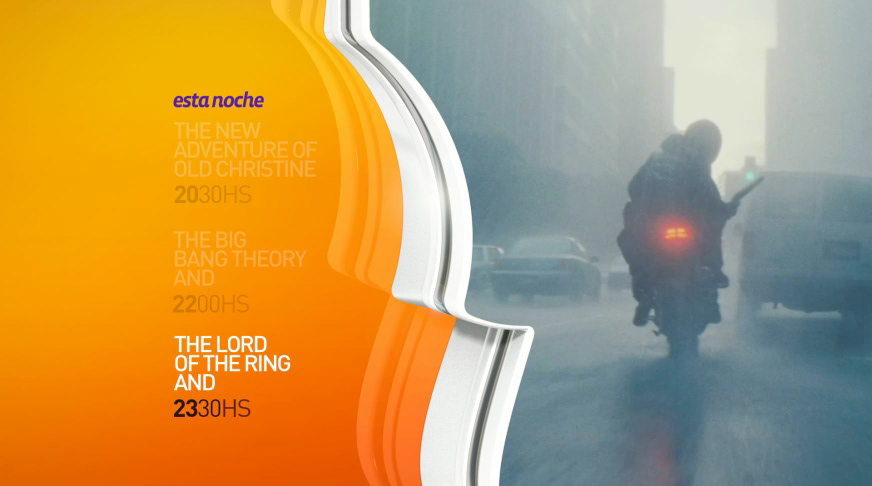 esta noche
THE NEW
ADVENTURE OF
OLD CHRISTINE
2030HS
THE BIG
BANG THEORY
AND
2200HS
THE LORD
OF THE RING
AND
2330HS